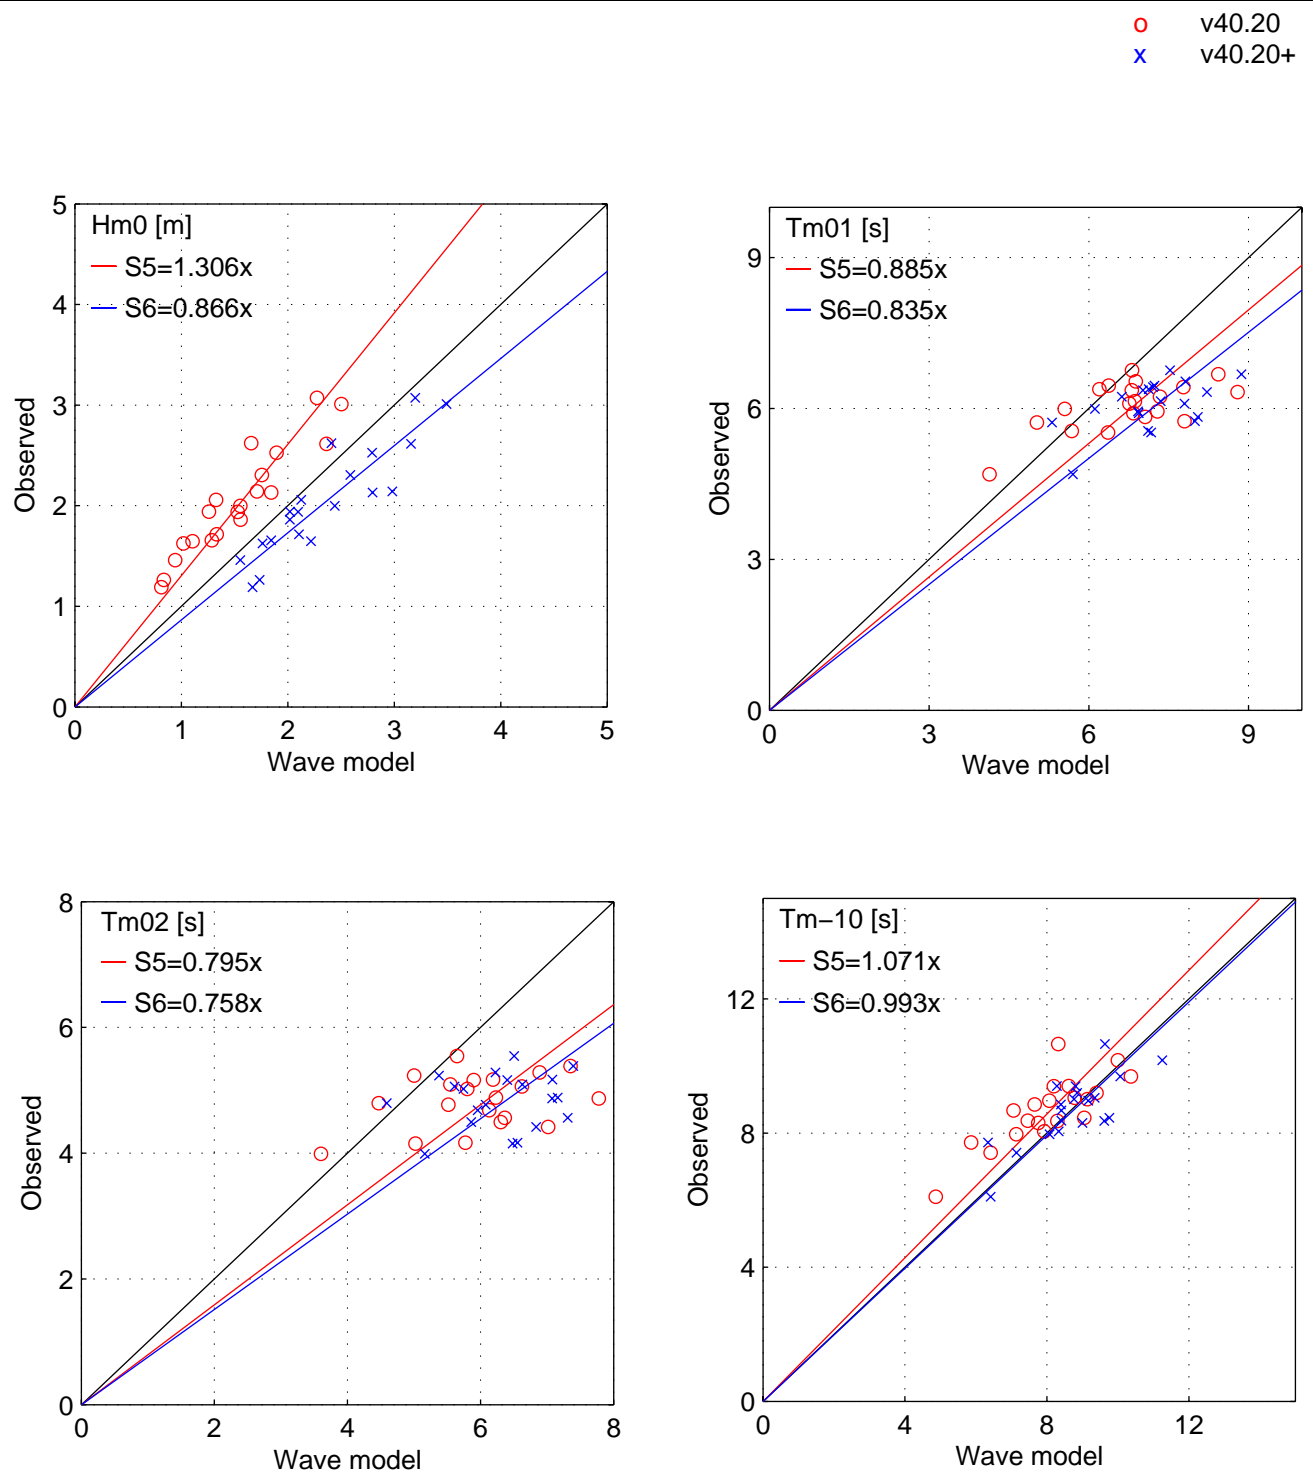 o v40.20
x v40.20+
Hm0 [m]
S5=1.306x
S6=0.866x
5
4
3
2
1
0
0 1 2 3 4 5
Observed
Wave model
Tm01 [s]
S5=0.885x
S6=0.835x
9
6
3
0
0 3 6 9
Observed
Wave model
Tm02 [s]
S5=0.795x
S6=0.758x
8
6
4
2
0
0 2 4 6 8
Observed
Wave model
Tm−10 [s]
S5=1.071x
S6=0.993x
12
8
4
0
0 4 8 12
Observed
Wave model